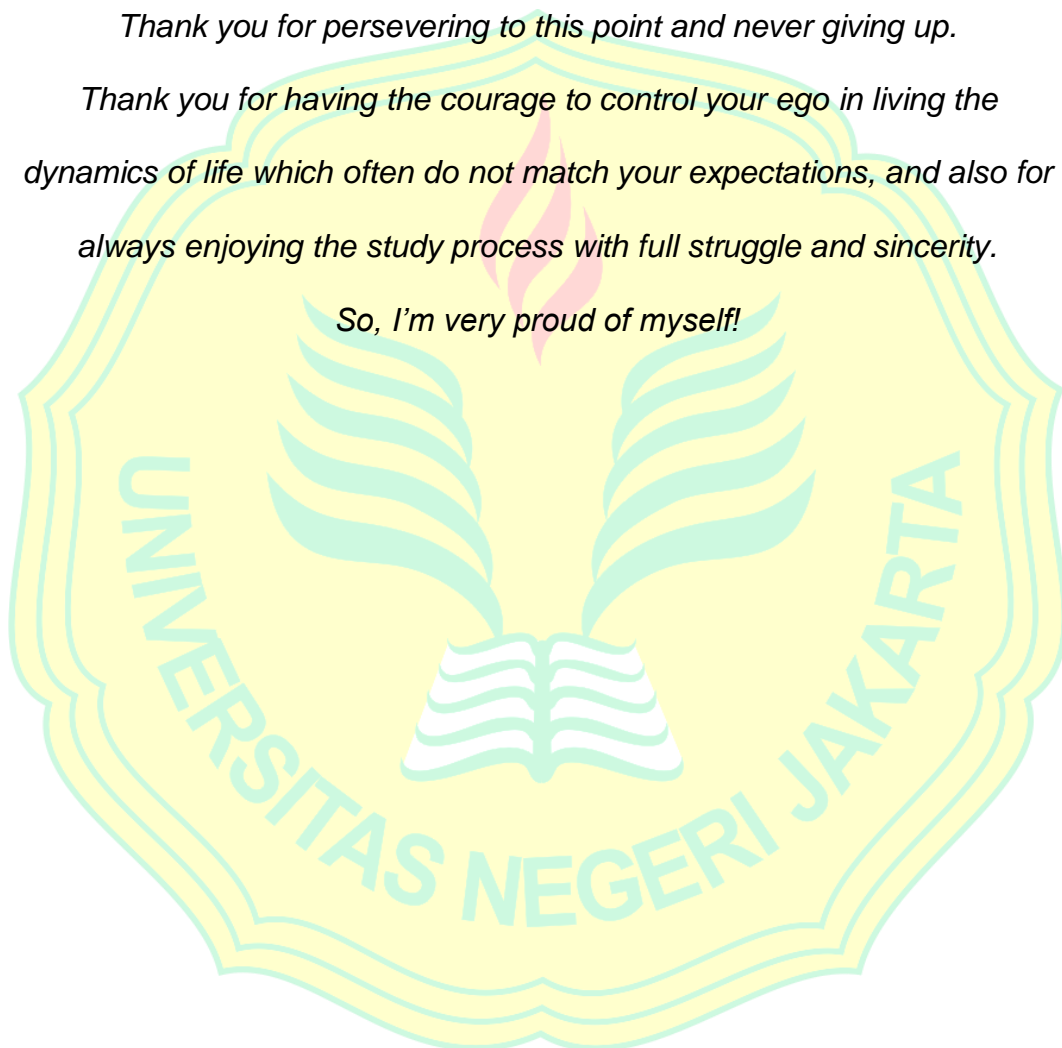 Thank you for persevering to this point and never giving up.
Thank you for having the courage to control your ego in living the
dynamics of life which often do not match your expectations, and also for
always enjoying the study process with full struggle and sincerity.
So, I’m very proud of myself!
UNIVERSITAS NEGERI JAKARTA